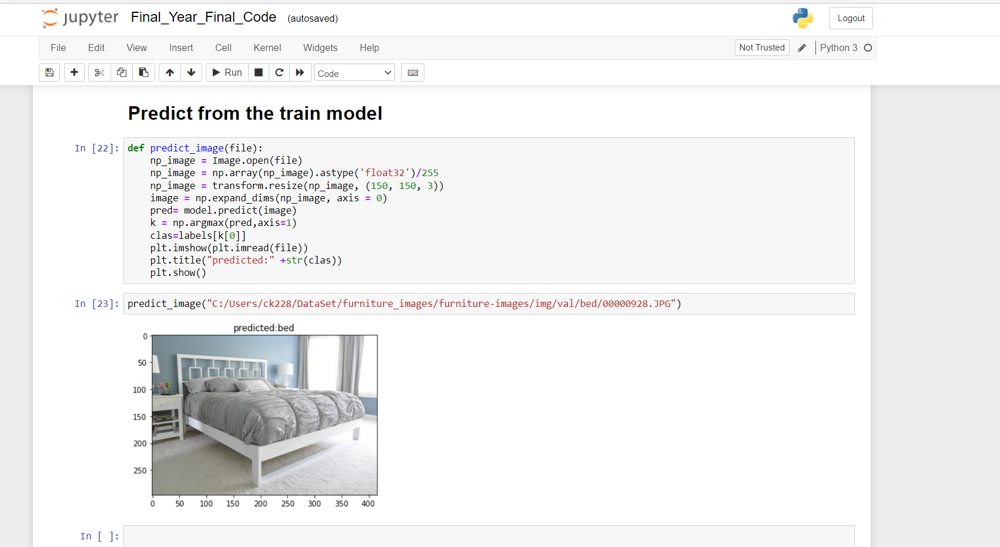 jupyter Final_Year_Final_Code (autosaved)
Logout
File Edit View Insert Cell Kernel Widgets Help
Not Trusted Python 3
Run Code
Predict from the train model
In [22]: def predict_image(file):
    np_image = Image.open(file)
    np_image = np.array(np_image).astype('float32')/255
    np_image = transform.resize(np_image, (150, 150, 3))
    image = np.expand_dims(np_image, axis = 0)
    pred= model.predict(image)
    k = np.argmax(pred,axis=1)
    clas=labels[k[0]]
    plt.imshow(plt.imread(file))
    plt.title("predicted:" +str(clas))
    plt.show()
In [23]: predict_image("C:/Users/ck228/DataSet/furniture_images/furniture-images/img/val/bed/00000928.JPG")
predicted:bed
0
50
100
150
200
250
0 50 100 150 200 250 300 350 400
In [ ]: